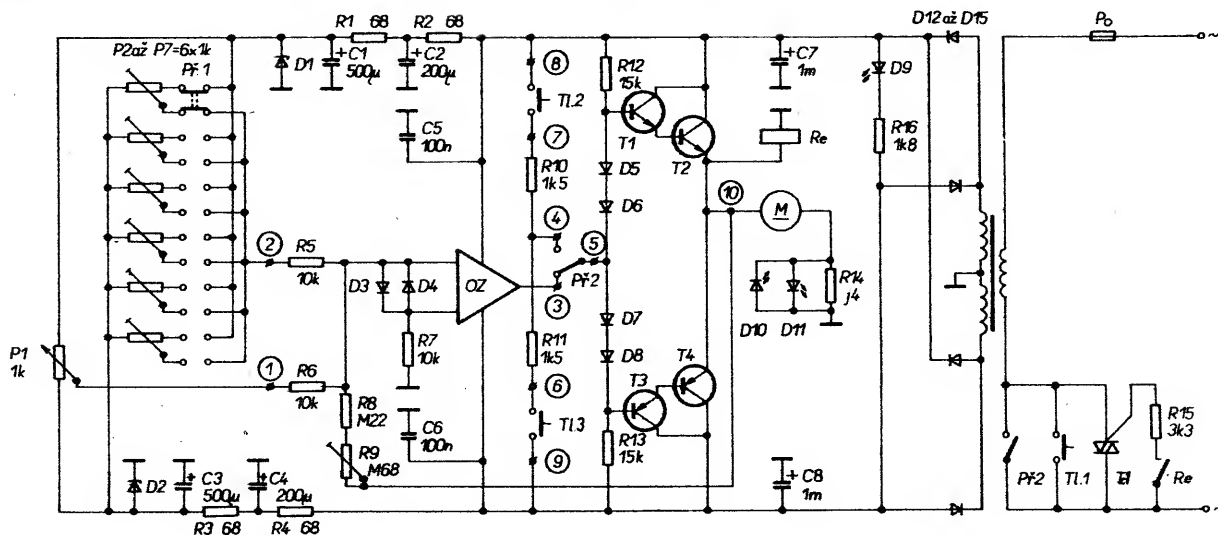 P2až P7=6x1k
Př.1
R1 68
R2 68
D1
C1
500µ
C2
200µ
C5
100n
8
Tl.2
7
R10
1k5
4
5
Př2
3
R11
1k5
6
Tl.3
9
R12
15k
T1
T2
D5
D6
D7
D8
T3
T4
R13
15k
C7
1m
Re
10
M
D10
D11
R14
j4
C8
1m
D9
R16
1k8
D12 až D15
Po
~
2
R5
10k
D3
D4
OZ
R7
10k
P1
1k
1
R6
10k
R8
M22
R9
M68
C6
100n
D2
C3
500µ
C4
200µ
R3 68
R4 68
Př2
Tl.1
R15
3k3
Re
~